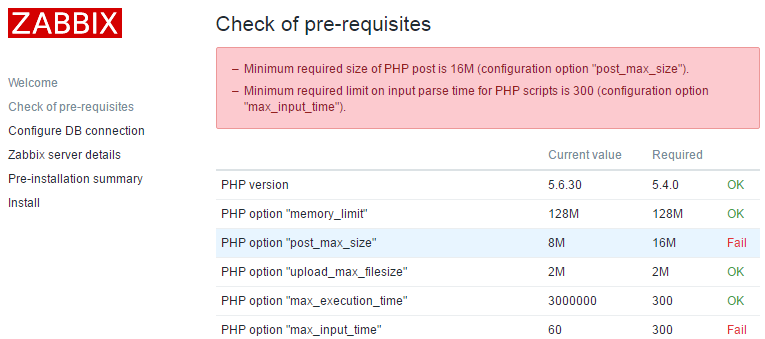 ZABBIX
Welcome
Check of pre-requisites
Configure DB connection
Zabbix server details
Pre-installation summary
Install
Check of pre-requisites
– Minimum required size of PHP post is 16M (configuration option "post_max_size").
– Minimum required limit on input parse time for PHP scripts is 300 (configuration option
"max_input_time").
Current value Required
PHP version 5.6.30 5.4.0 OK
PHP option "memory_limit" 128M 128M OK
PHP option "post_max_size" 8M 16M Fail
PHP option "upload_max_filesize" 2M 2M OK
PHP option "max_execution_time" 3000000 300 OK
PHP option "max_input_time" 60 300 Fail